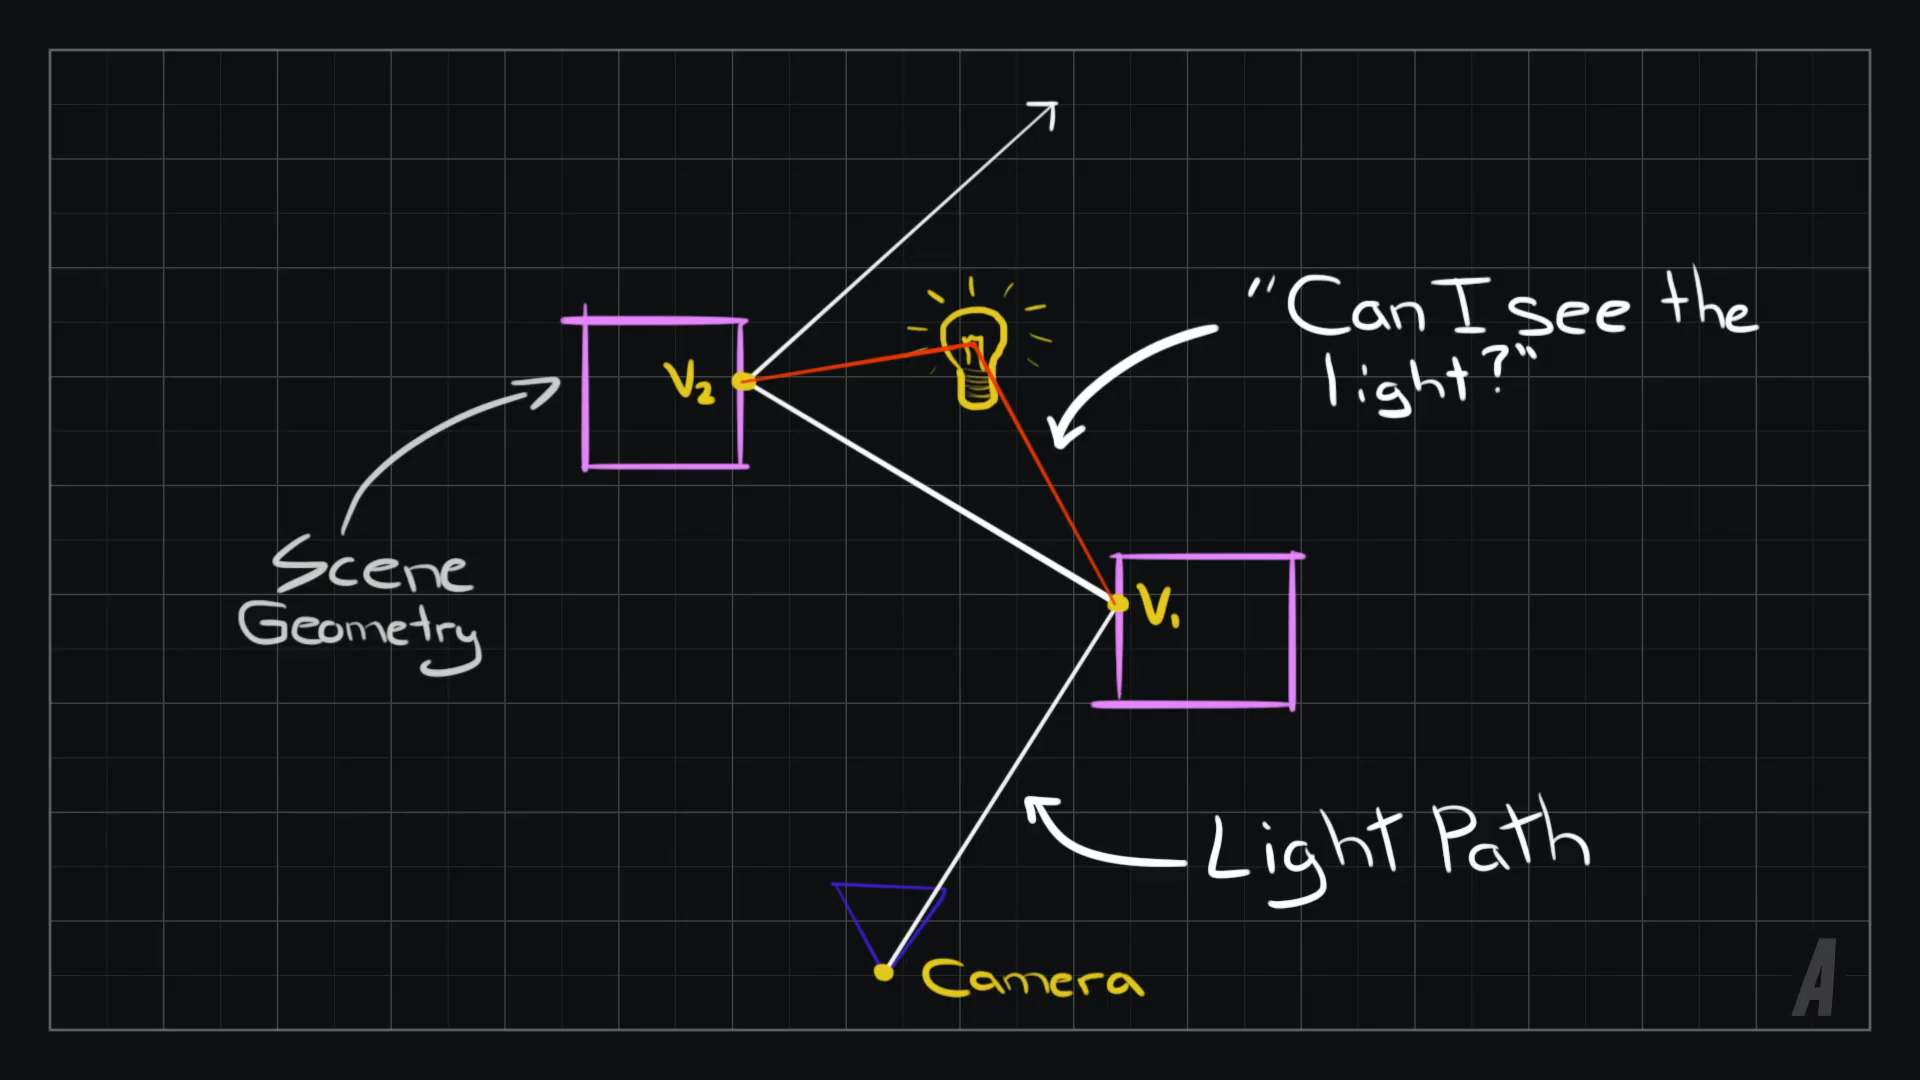 "Can I see the
light?"
V2
Scene
Geometry
V1
Light Path
Camera
A